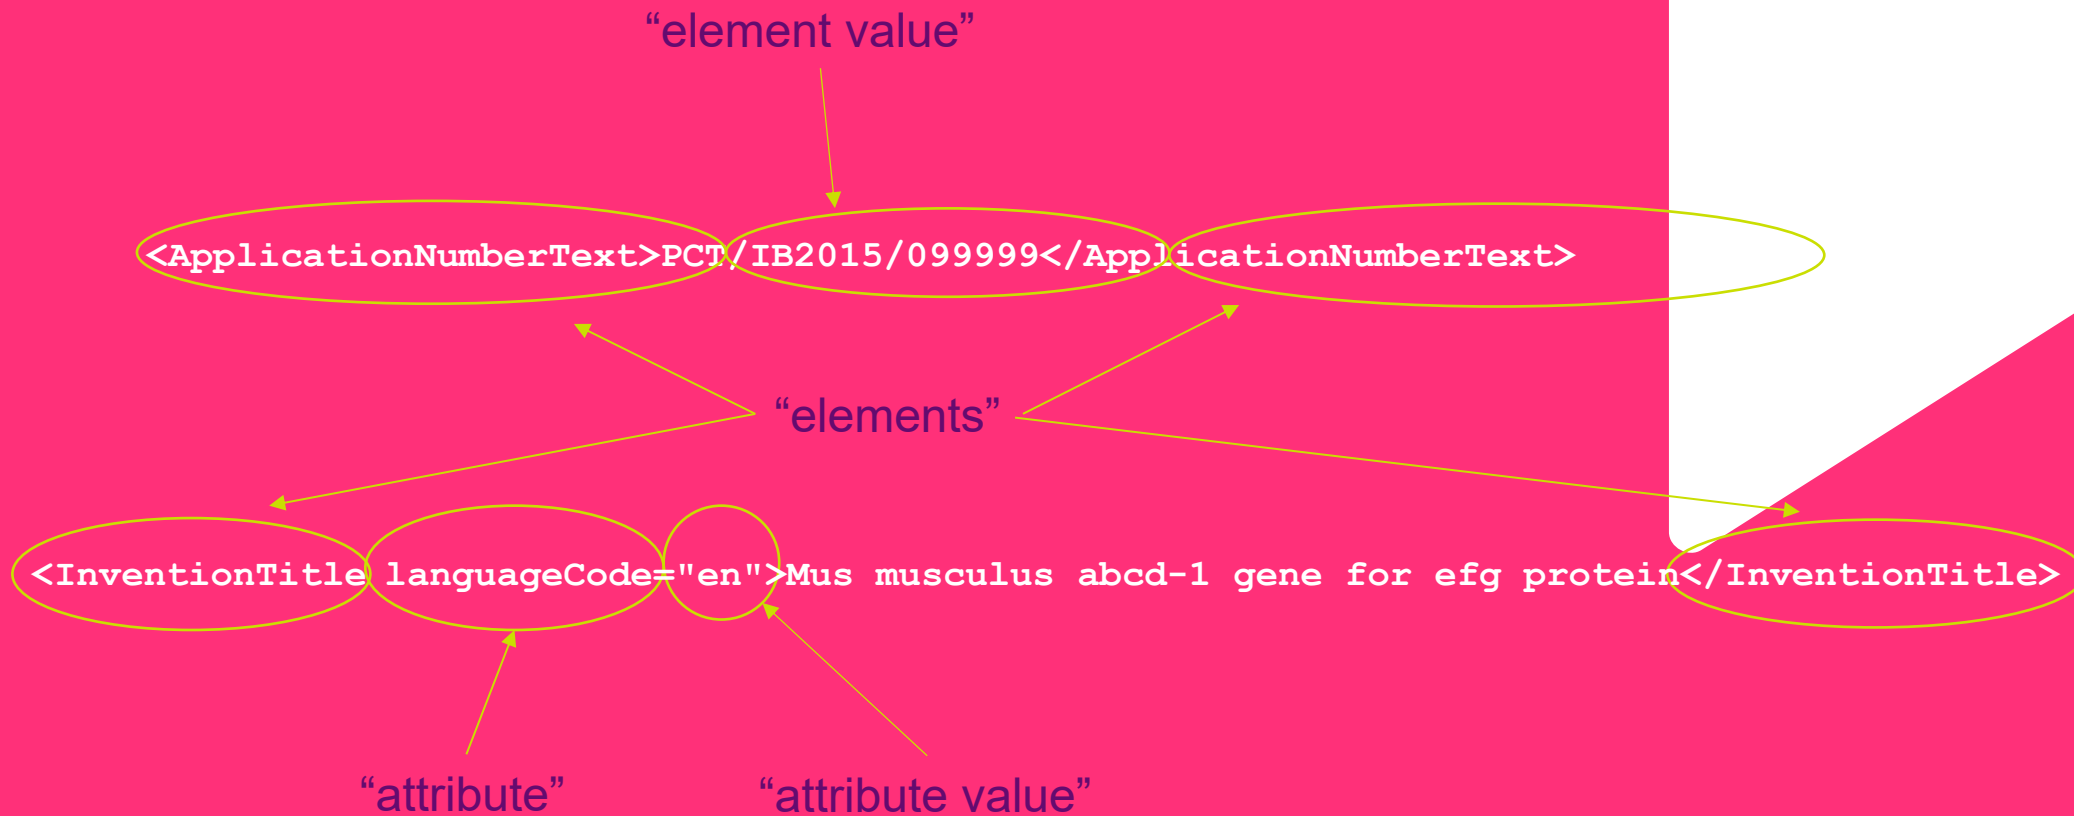 “element value”
<ApplicationNumberText>PCT/IB2015/099999</ApplicationNumberText>
“elements”
<InventionTitle languageCode="en">Mus musculus abcd-1 gene for efg protein</InventionTitle>
“attribute”
“attribute value”